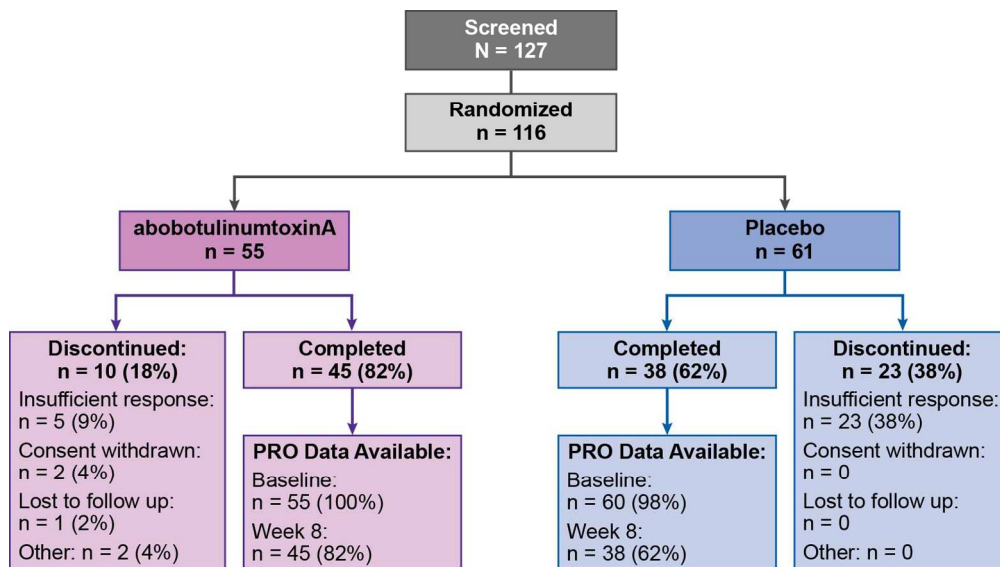 Screened
N = 127
Randomized
n = 116
abobotulinumtoxinA
n = 55
Placebo
n = 61
Discontinued:
n = 10 (18%)
Insufficient response:
n = 5 (9%)
Consent withdrawn:
n = 2 (4%)
Lost to follow up:
n = 1 (2%)
Other: n = 2 (4%)
Completed
n = 45 (82%)
PRO Data Available:
Baseline:
n = 55 (100%)
Week 8:
n = 45 (82%)
Completed
n = 38 (62%)
PRO Data Available:
Baseline:
n = 60 (98%)
Week 8:
n = 38 (62%)
Discontinued:
n = 23 (38%)
Insufficient response:
n = 23 (38%)
Consent withdrawn:
n = 0
Lost to follow up:
n = 0
Other: n = 0